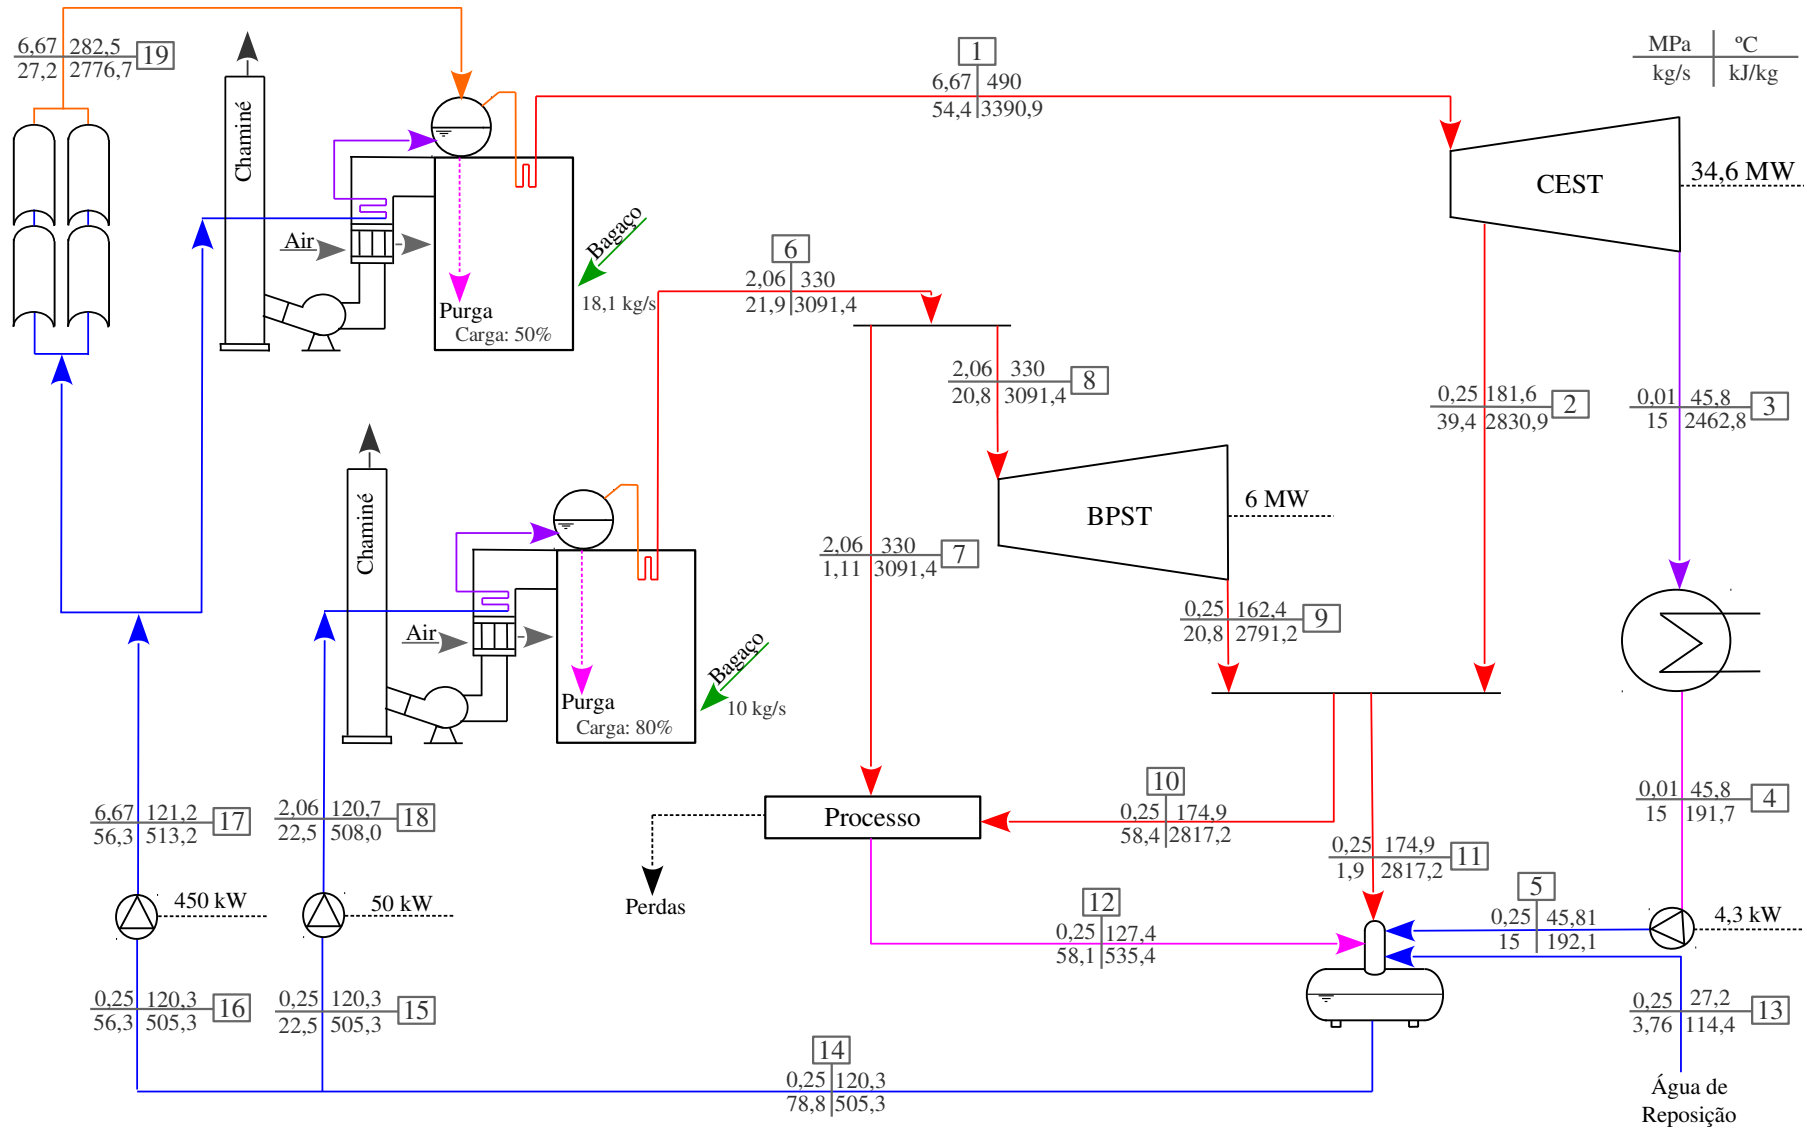 6,67 282,5 19
27,2 2776,7
1
6,67 490
54,4 3390,9
MPa ºC
kg/s kJ/kg
Chaminé
Air
Bagaço
18,1 kg/s
Purga
Carga: 50%
CEST
34,6 MW
6
2,06 330
21,9 3091,4
2,06 330 8
20,8 3091,4
0,25 181,6 2
39,4 2830,9
0,01 45,8 3
15 2462,8
Chaminé
Air
Bagaço
10 kg/s
Purga
Carga: 80%
BPST
6 MW
2,06 330 7
1,11 3091,4
0,25 162,4 9
20,8 2791,2
6,67 121,2 17
56,3 513,2
2,06 120,7 18
22,5 508,0
Processo
10
0,25 174,9
58,4 2817,2
0,01 45,8 4
15 191,7
0,25 174,9 11
1,9 2817,2
Perdas
450 kW
50 kW
12
0,25 127,4
58,1 535,4
5
0,25 45,81
15 192,1
4,3 kW
0,25 120,3 16
56,3 505,3
0,25 120,3 15
22,5 505,3
0,25 27,2 13
3,76 114,4
14
0,25 120,3
78,8 505,3
Água de
Reposição